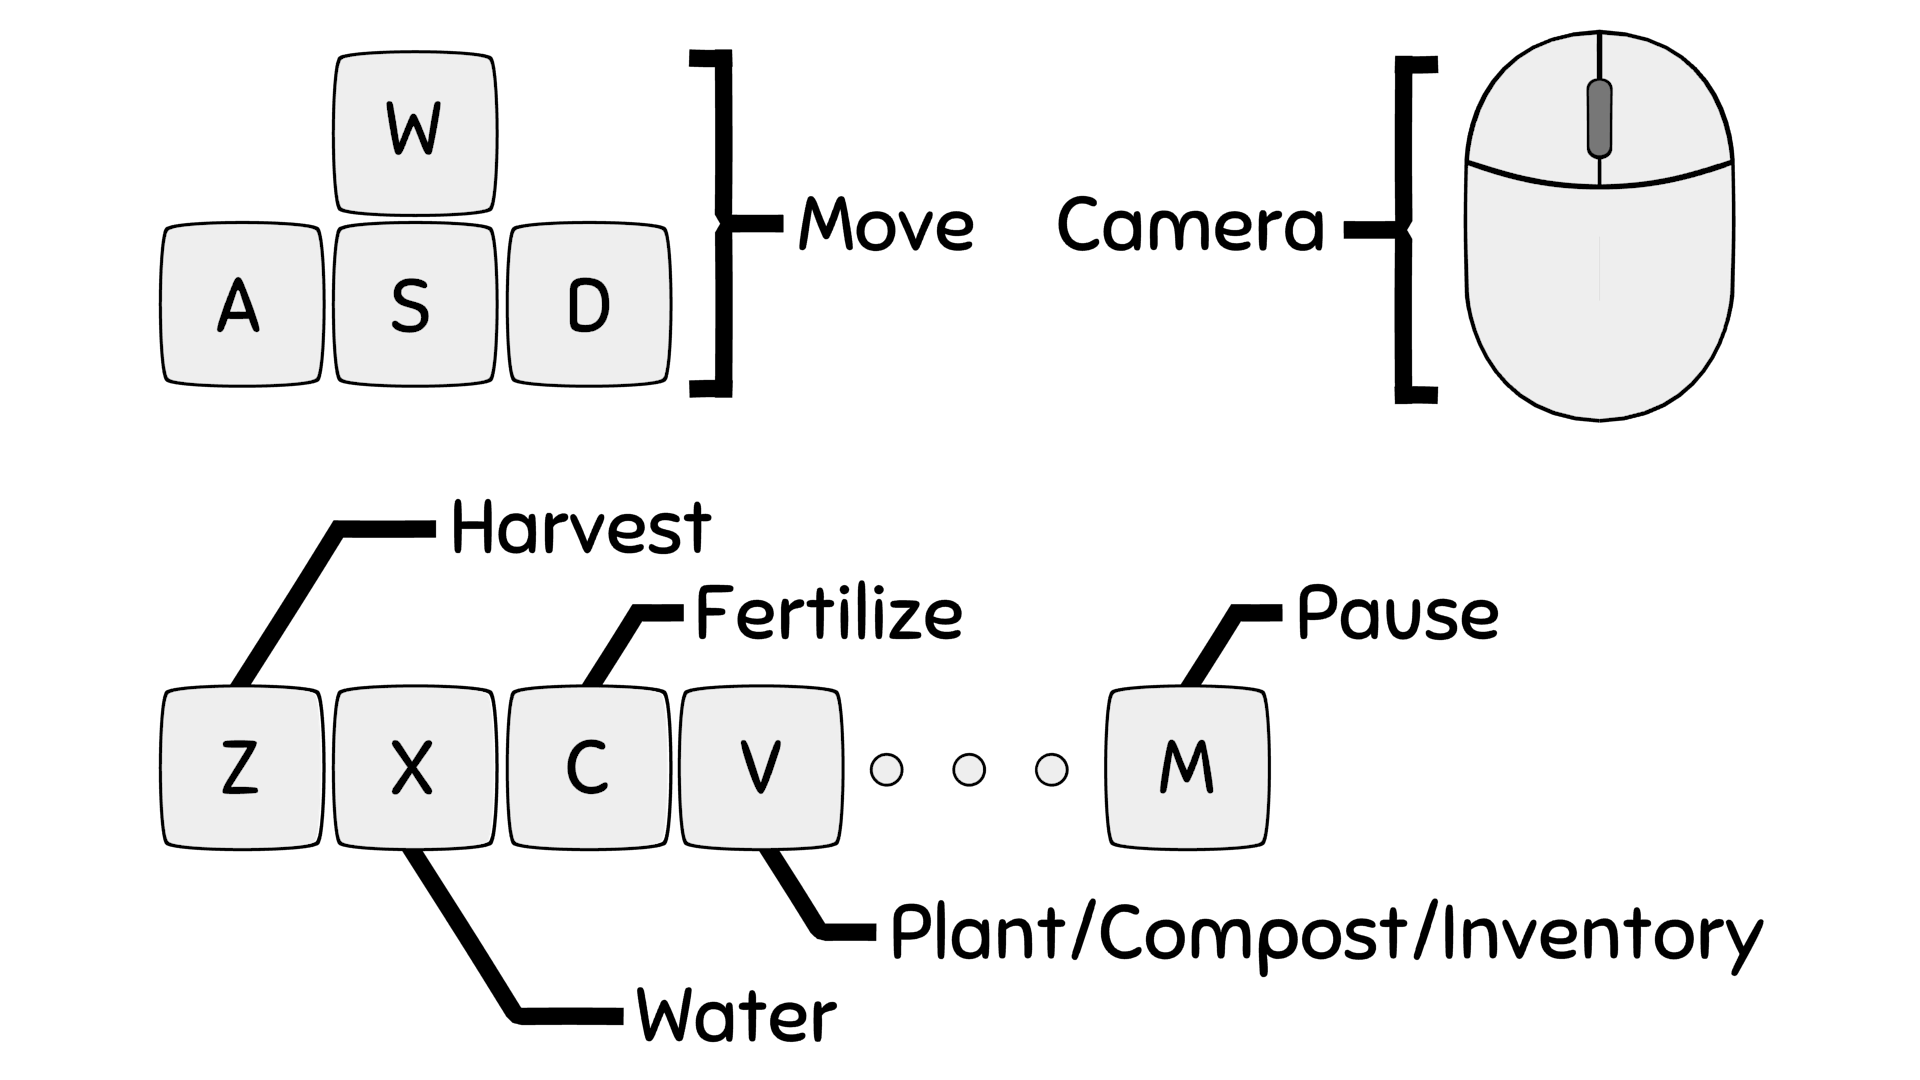 W
A S D
Move
Camera
Harvest
Fertilize
Pause
Z X C V M
Plant/Compost/Inventory
Water